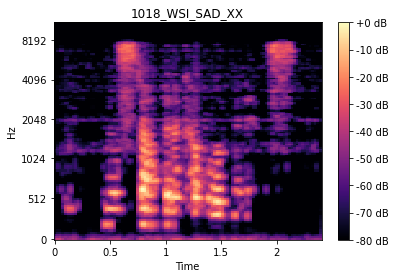 1018_WSI_SAD_XX
+0 dB
8192
-10 dB
4096
-20 dB
-30 dB
2048
-40 dB
Hz
1024
-50 dB
512
-60 dB
-70 dB
0
-80 dB
0 0.5 1 1.5 2
Time